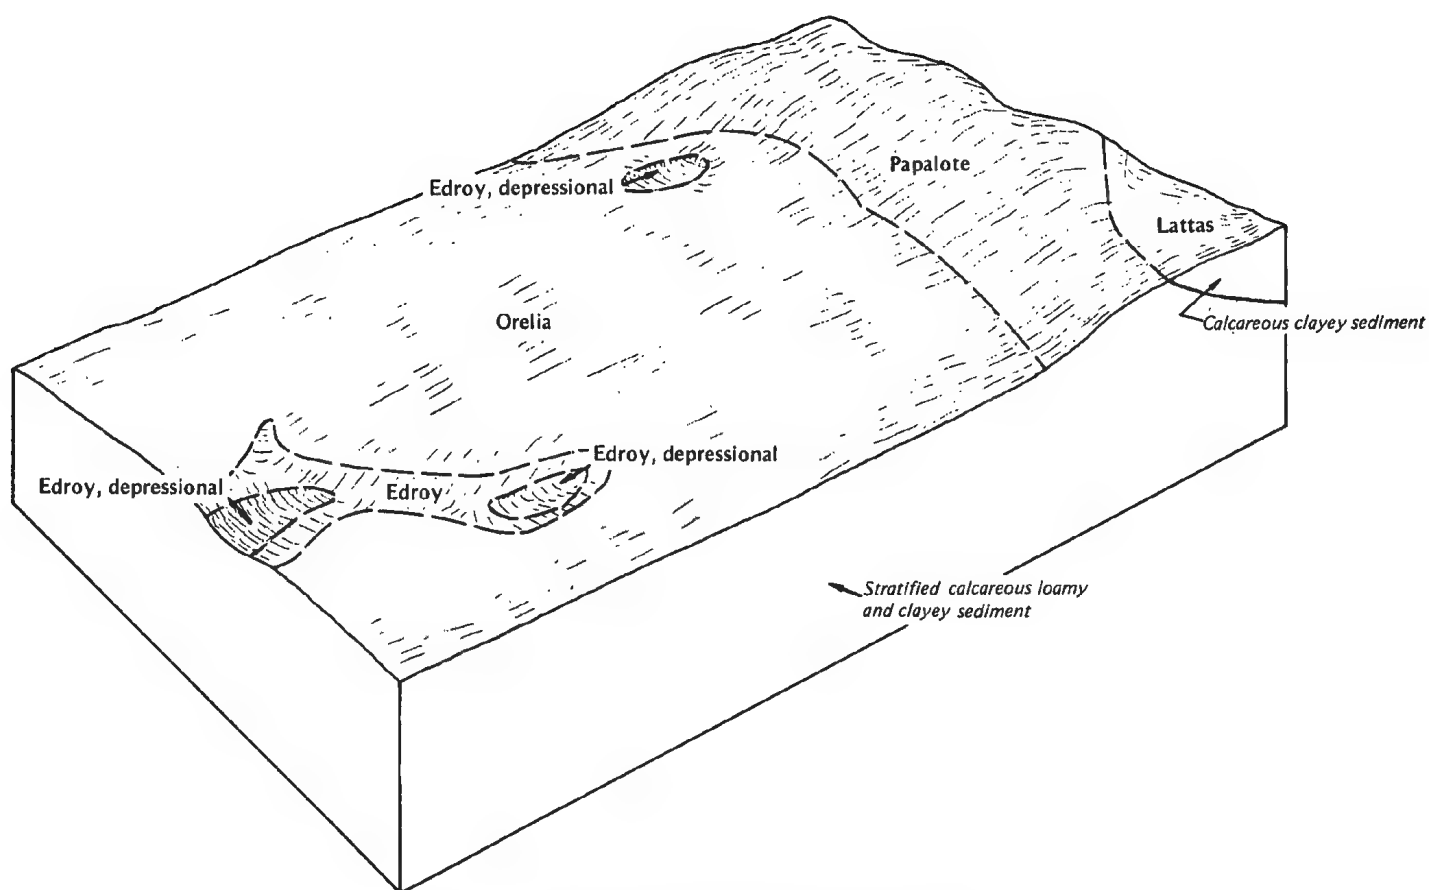 Papalote
Edroy, depressional
Lattas
Orelia
Calcareous clayey sediment
Edroy, depressional
Edroy, depressional
Edroy
Stratified calcareous loamy
and clayey sediment